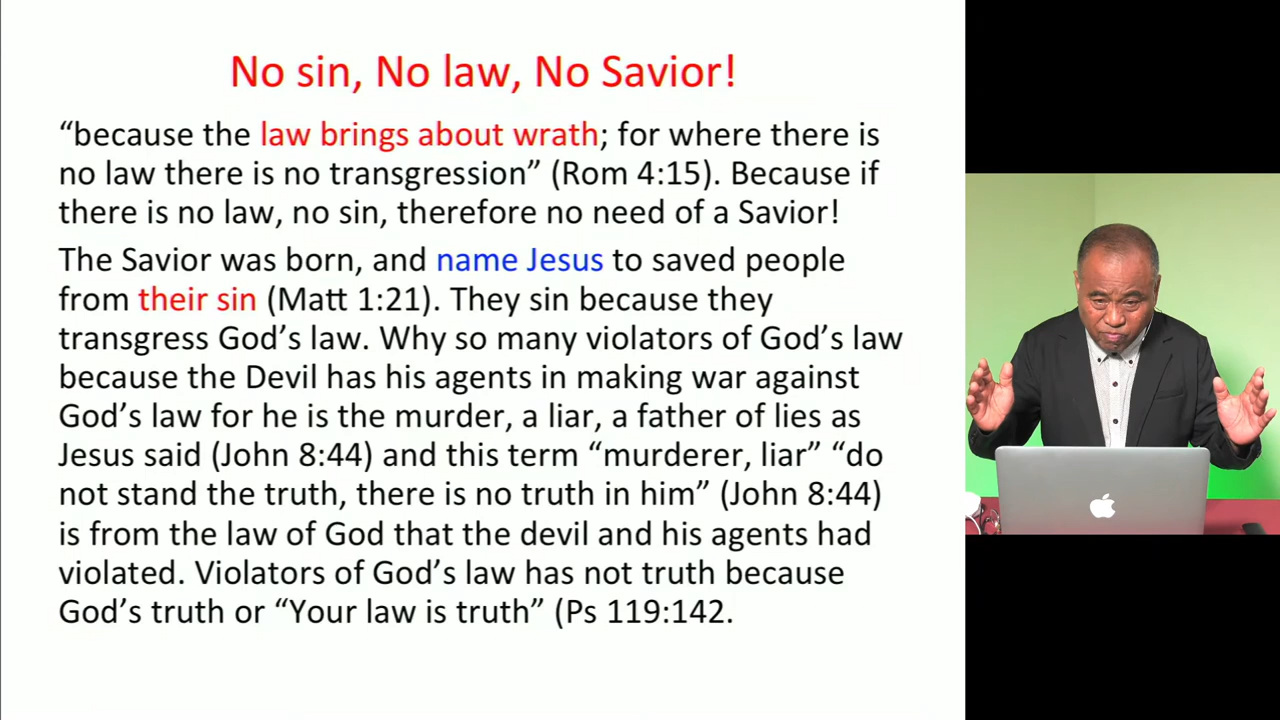 No sin, No law, No Savior!
“because the law brings about wrath; for where there is
no law there is no transgression” (Rom 4:15). Because if
there is no law, no sin, therefore no need of a Savior!
The Savior was born, and name Jesus to saved people
from their sin (Matt 1:21). They sin because they
transgress God’s law. Why so many violators of God’s law
because the Devil has his agents in making war against
God’s law for he is the murder, a liar, a father of lies as
Jesus said (John 8:44) and this term “murderer, liar” “do
not stand the truth, there is no truth in him” (John 8:44)
is from the law of God that the devil and his agents had
violated. Violators of God’s law has not truth because
God’s truth or “Your law is truth” (Ps 119:142.